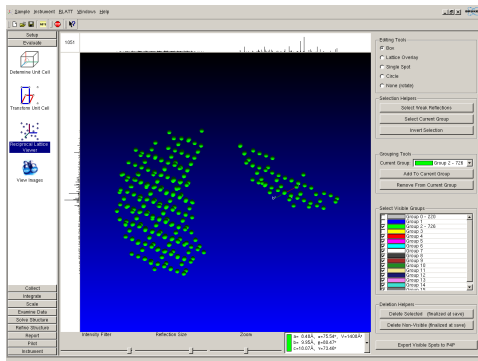 Sample Instrument RLATT Windows Help
Setup
Evaluate
Determine Unit Cell
Transform Unit Cell
Reciprocal Lattice
Viewer
View Images
Collect
Integrate
Scale
Examine Data
Solve Structure
Refine Structure
Report
Pilot
Instrument
Intensity Filter Reflection Size Zoom
Editing Tools
Box
Lattice Overlay
Single Spot
Circle
None (rotate)
Selection Helpers
Select Weak Reflections
Select Current Group
Invert Selection
Grouping Tools
Current Group: Group 2 - 726
Add To Current Group
Remove From Current Group
Select Visible Groups
Group 0 - 220
Group 1
Group 2 - 726
Group 3
Group 4
Group 5
Group 6
Group 7
Group 8
Group 9
Group 10
Group 11
Group 12
Group 13
Group 14
Deletion Helpers
Delete Selected (finalized at save)
Delete Non-Visible (finalized at save)
Export Visible Spots to P4P